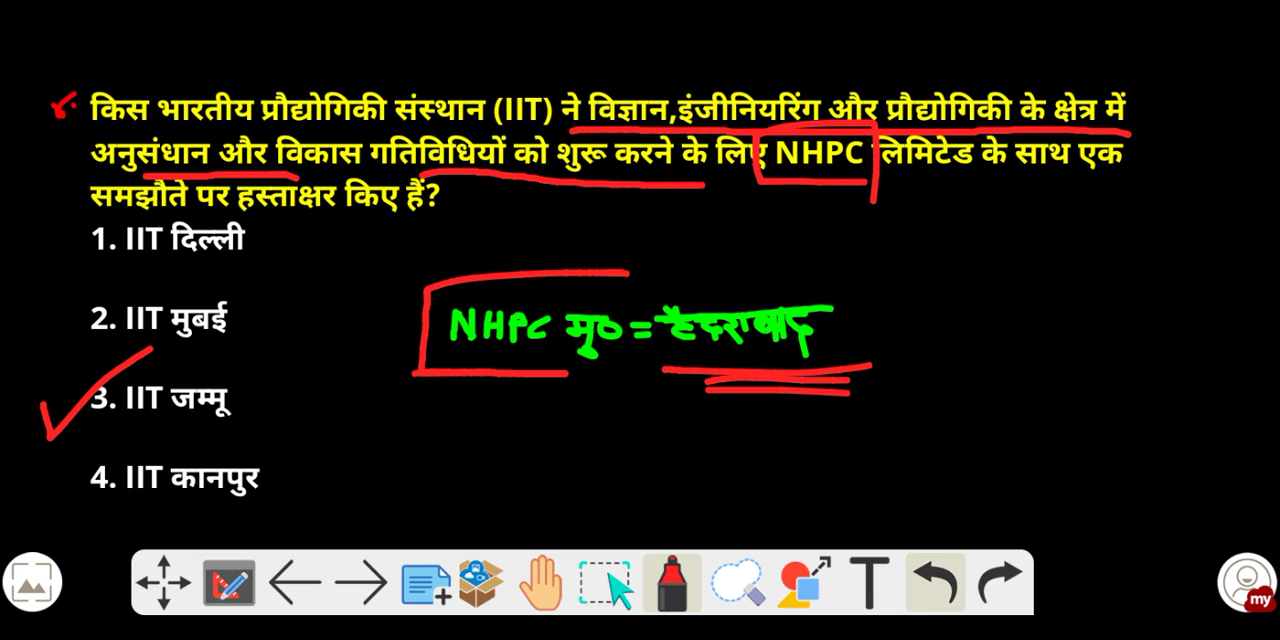 किस भारतीय प्रौद्योगिकी संस्थान (IIT) ने विज्ञान,इंजीनियरिंग और प्रौद्योगिकी के क्षेत्र में
अनुसंधान और विकास गतिविधियों को शुरू करने के लिए NHPC लिमिटेड के साथ एक
समझौते पर हस्ताक्षर किए हैं?
1. IIT दिल्ली
2. IIT मुबई
NHPC मु० = हैदराबाद
3. IIT जम्मू
4. IIT कानपुर
T
my